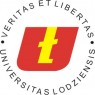 • VERITAS ET LIBERTAS •
UNIVERSITAS LODZIENSIS
ł